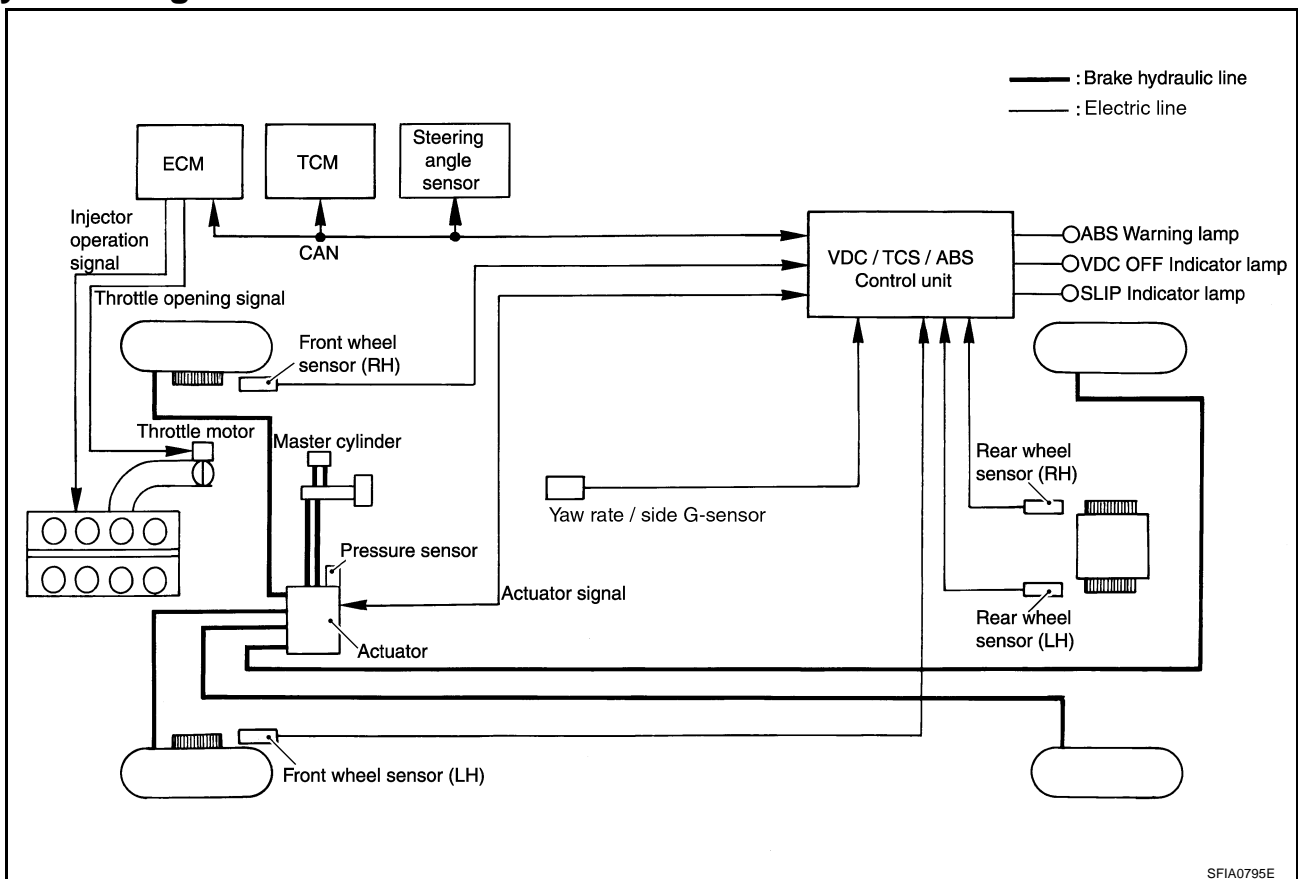 : Brake hydraulic line
: Electric line
ECM
TCM
Steering
angle
sensor
Injector
operation
signal
CAN
VDC / TCS / ABS
Control unit
ABS Warning lamp
VDC OFF Indicator lamp
SLIP Indicator lamp
Throttle opening signal
Front wheel
sensor (RH)
Throttle motor
Master cylinder
Rear wheel
sensor (RH)
Yaw rate / side G-sensor
Pressure sensor
Actuator signal
Actuator
Rear wheel
sensor (LH)
Front wheel sensor (LH)
SFIA0795E